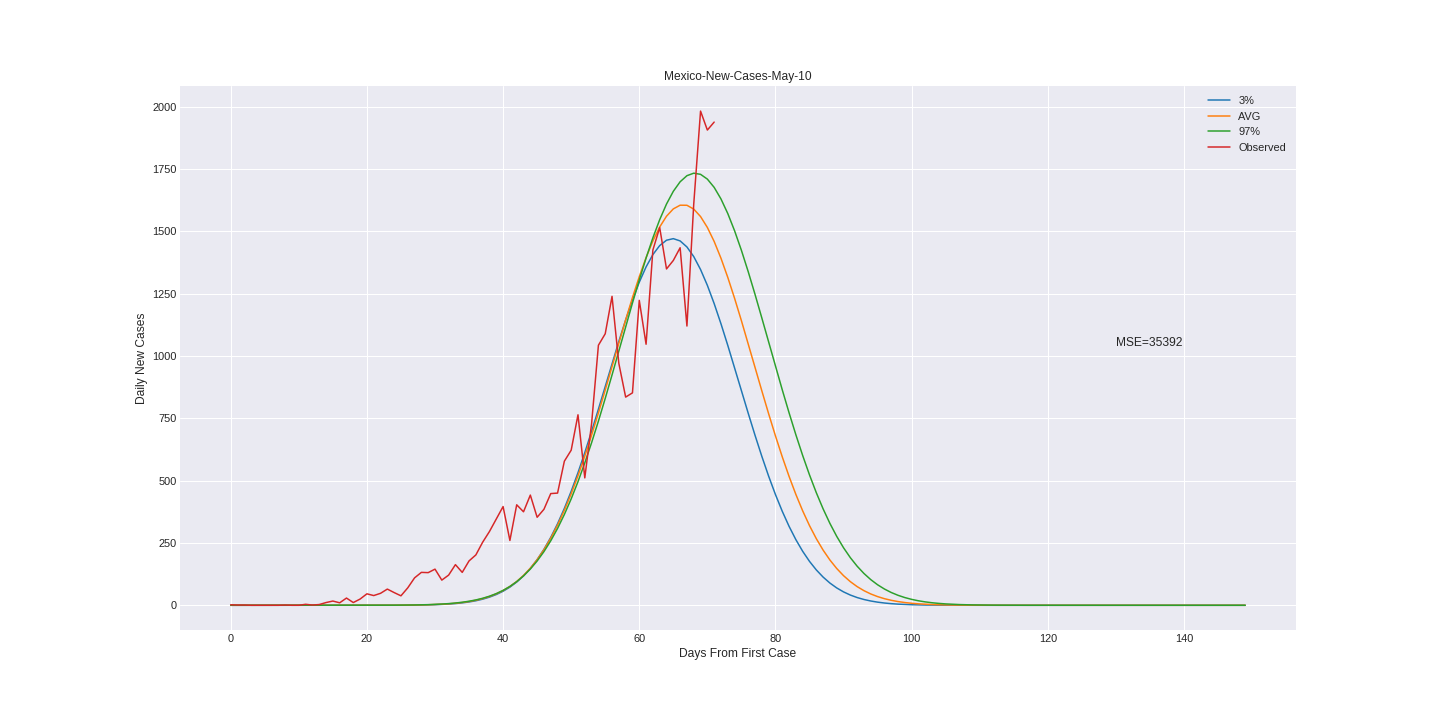 Mexico-New-Cases-May-10
3%
AVG
97%
Observed
2000
1750
1500
1250
1000
750
500
250
0
Daily New Cases
MSE=35392
0 20 40 60 80 100 120 140
Days From First Case